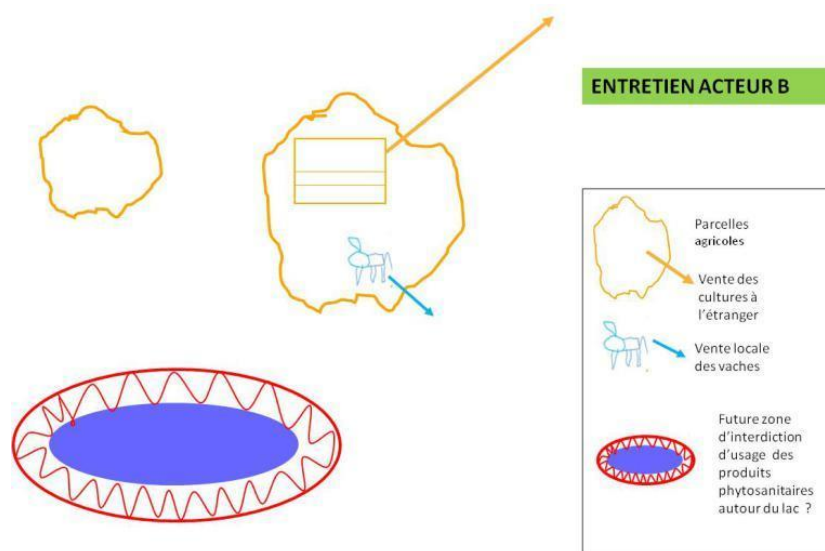 ENTRETIEN ACTEUR B
Parcelles
agricoles
Vente des
cultures à
l'étranger
Vente locale
des vaches
Future zone
d'interdiction
d'usage des
produits
phytosanitaires
autour du lac ?